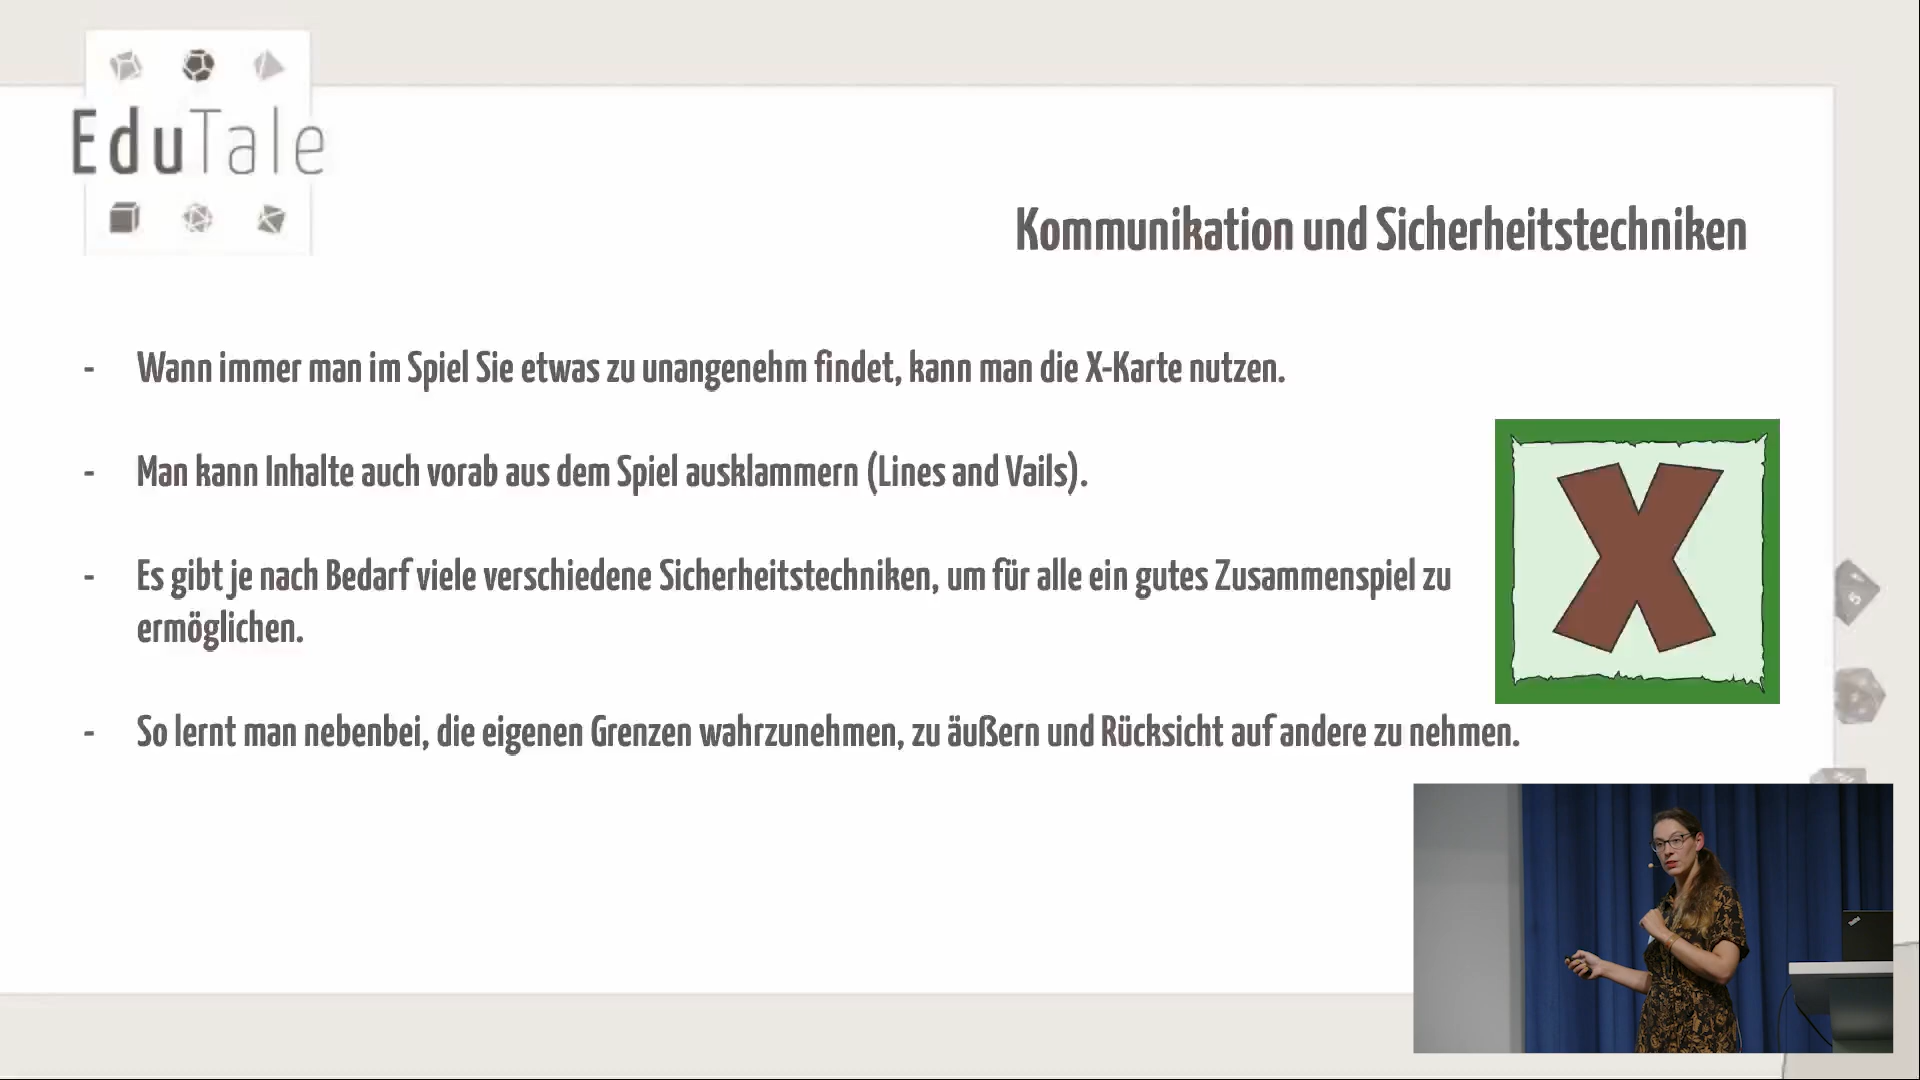 EduTale
Kommunikation und Sicherheitstechniken
- Wann immer man im Spiel Sie etwas zu unangenehm findet, kann man die X-Karte nutzen.
- Man kann Inhalte auch vorab aus dem Spiel ausklammern (Lines and Vails).
- Es gibt je nach Bedarf viele verschiedene Sicherheitstechniken, um für alle ein gutes Zusammenspiel zu
ermöglichen.
X
- So lernt man nebenbei, die eigenen Grenzen wahrzunehmen, zu äußern und Rücksicht auf andere zu nehmen.
5